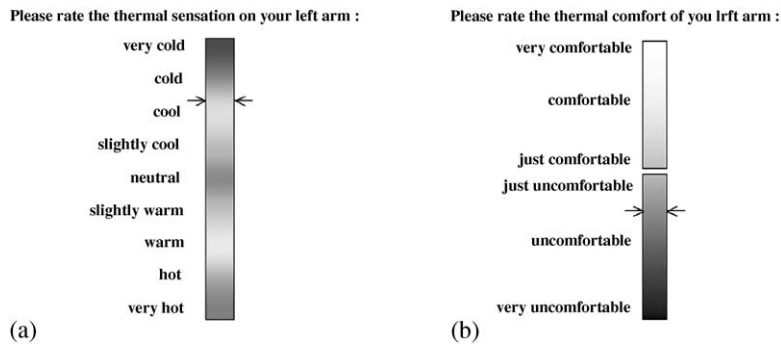 Please rate the thermal sensation on your left arm :
very cold
cold
cool
slightly cool
neutral
slightly warm
warm
hot
very hot
(a)
Please rate the thermal comfort of you lrft arm :
very comfortable
comfortable
just comfortable
just uncomfortable
uncomfortable
very uncomfortable
(b)